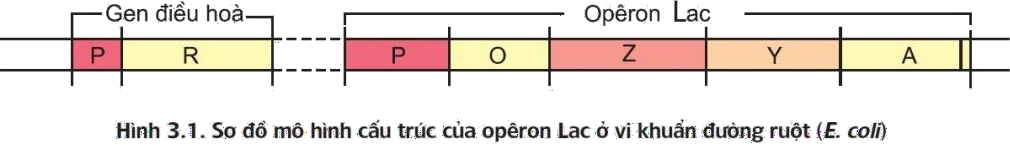 Gen điều hoà
Opêron Lac
P R P O Z Y A
Hình 3.1. Sơ đồ mô hình cấu trúc của opêron Lac ở vi khuẩn đường ruột (E. coli)